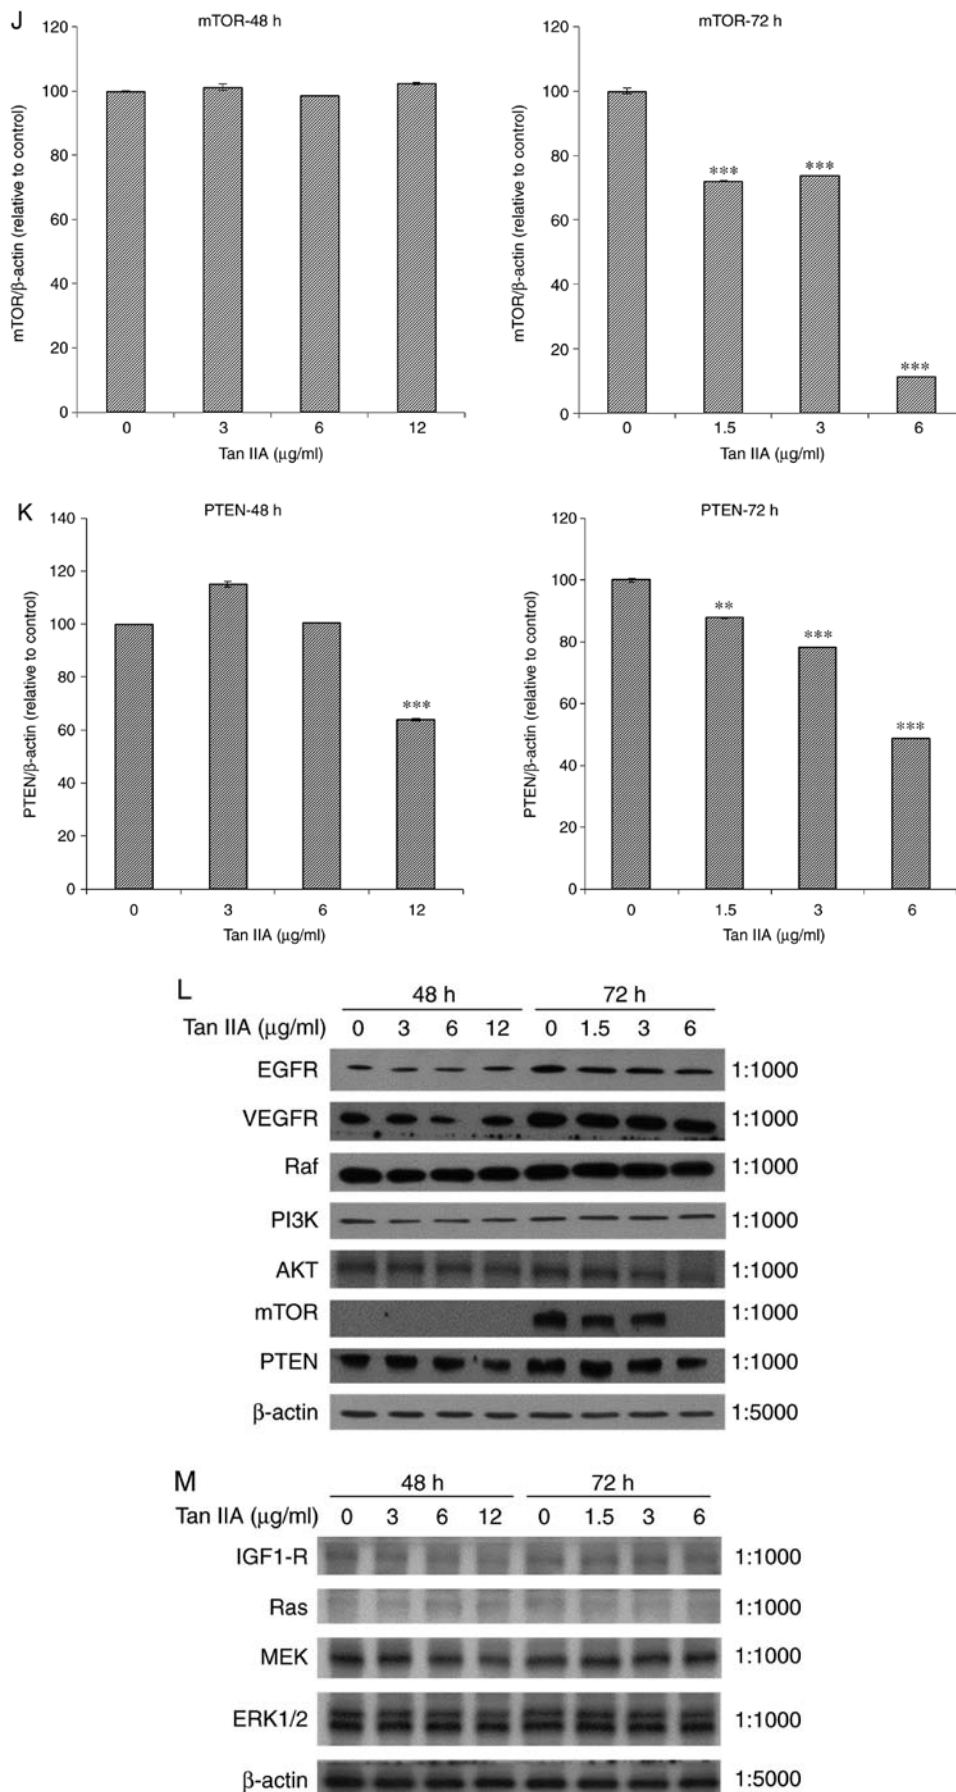 J
mTOR-48 h
mTOR/β-actin (relative to control)
120
100
80
60
40
20
0
0 3 6 12
Tan IIA (μg/ml)
mTOR-72 h
mTOR/β-actin (relative to control)
120
100
80
60
40
20
0
*** *** ***
0 1.5 3 6
Tan IIA (μg/ml)
K
PTEN-48 h
PTEN/β-actin (relative to control)
140
120
100
80
60
40
20
0
***
0 3 6 12
Tan IIA (μg/ml)
PTEN-72 h
PTEN/β-actin (relative to control)
120
100
80
60
40
20
0
** *** ***
0 1.5 3 6
Tan IIA (μg/ml)
L
48 h 72 h
Tan IIA (μg/ml) 0 3 6 12 0 1.5 3 6
EGFR 1:1000
VEGFR 1:1000
Raf 1:1000
PI3K 1:1000
AKT 1:1000
mTOR 1:1000
PTEN 1:1000
β-actin 1:5000
M
48 h 72 h
Tan IIA (μg/ml) 0 3 6 12 0 1.5 3 6
IGF1-R 1:1000
Ras 1:1000
MEK 1:1000
ERK1/2 1:1000
β-actin 1:5000